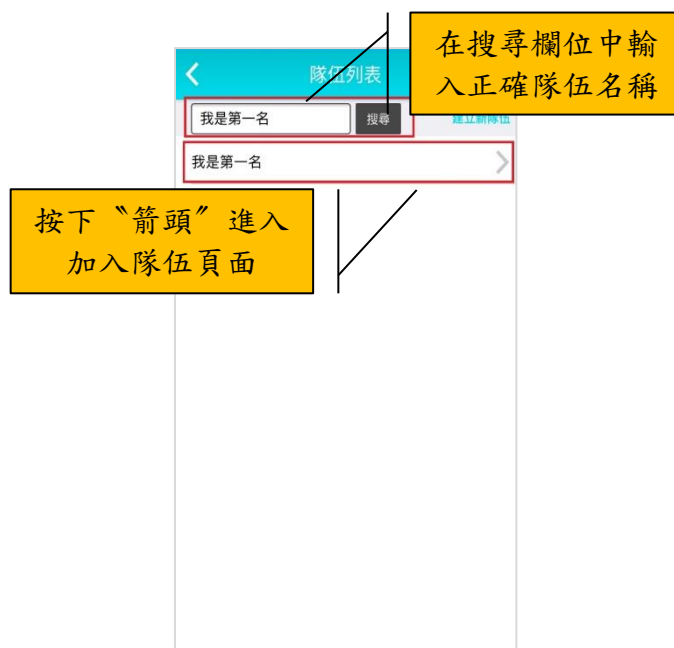 在搜尋欄位中輸
入正確隊伍名稱
隊伍列表
我是第一名
搜尋
建立新隊伍
我是第一名
按下〝箭頭〞進入
加入隊伍頁面